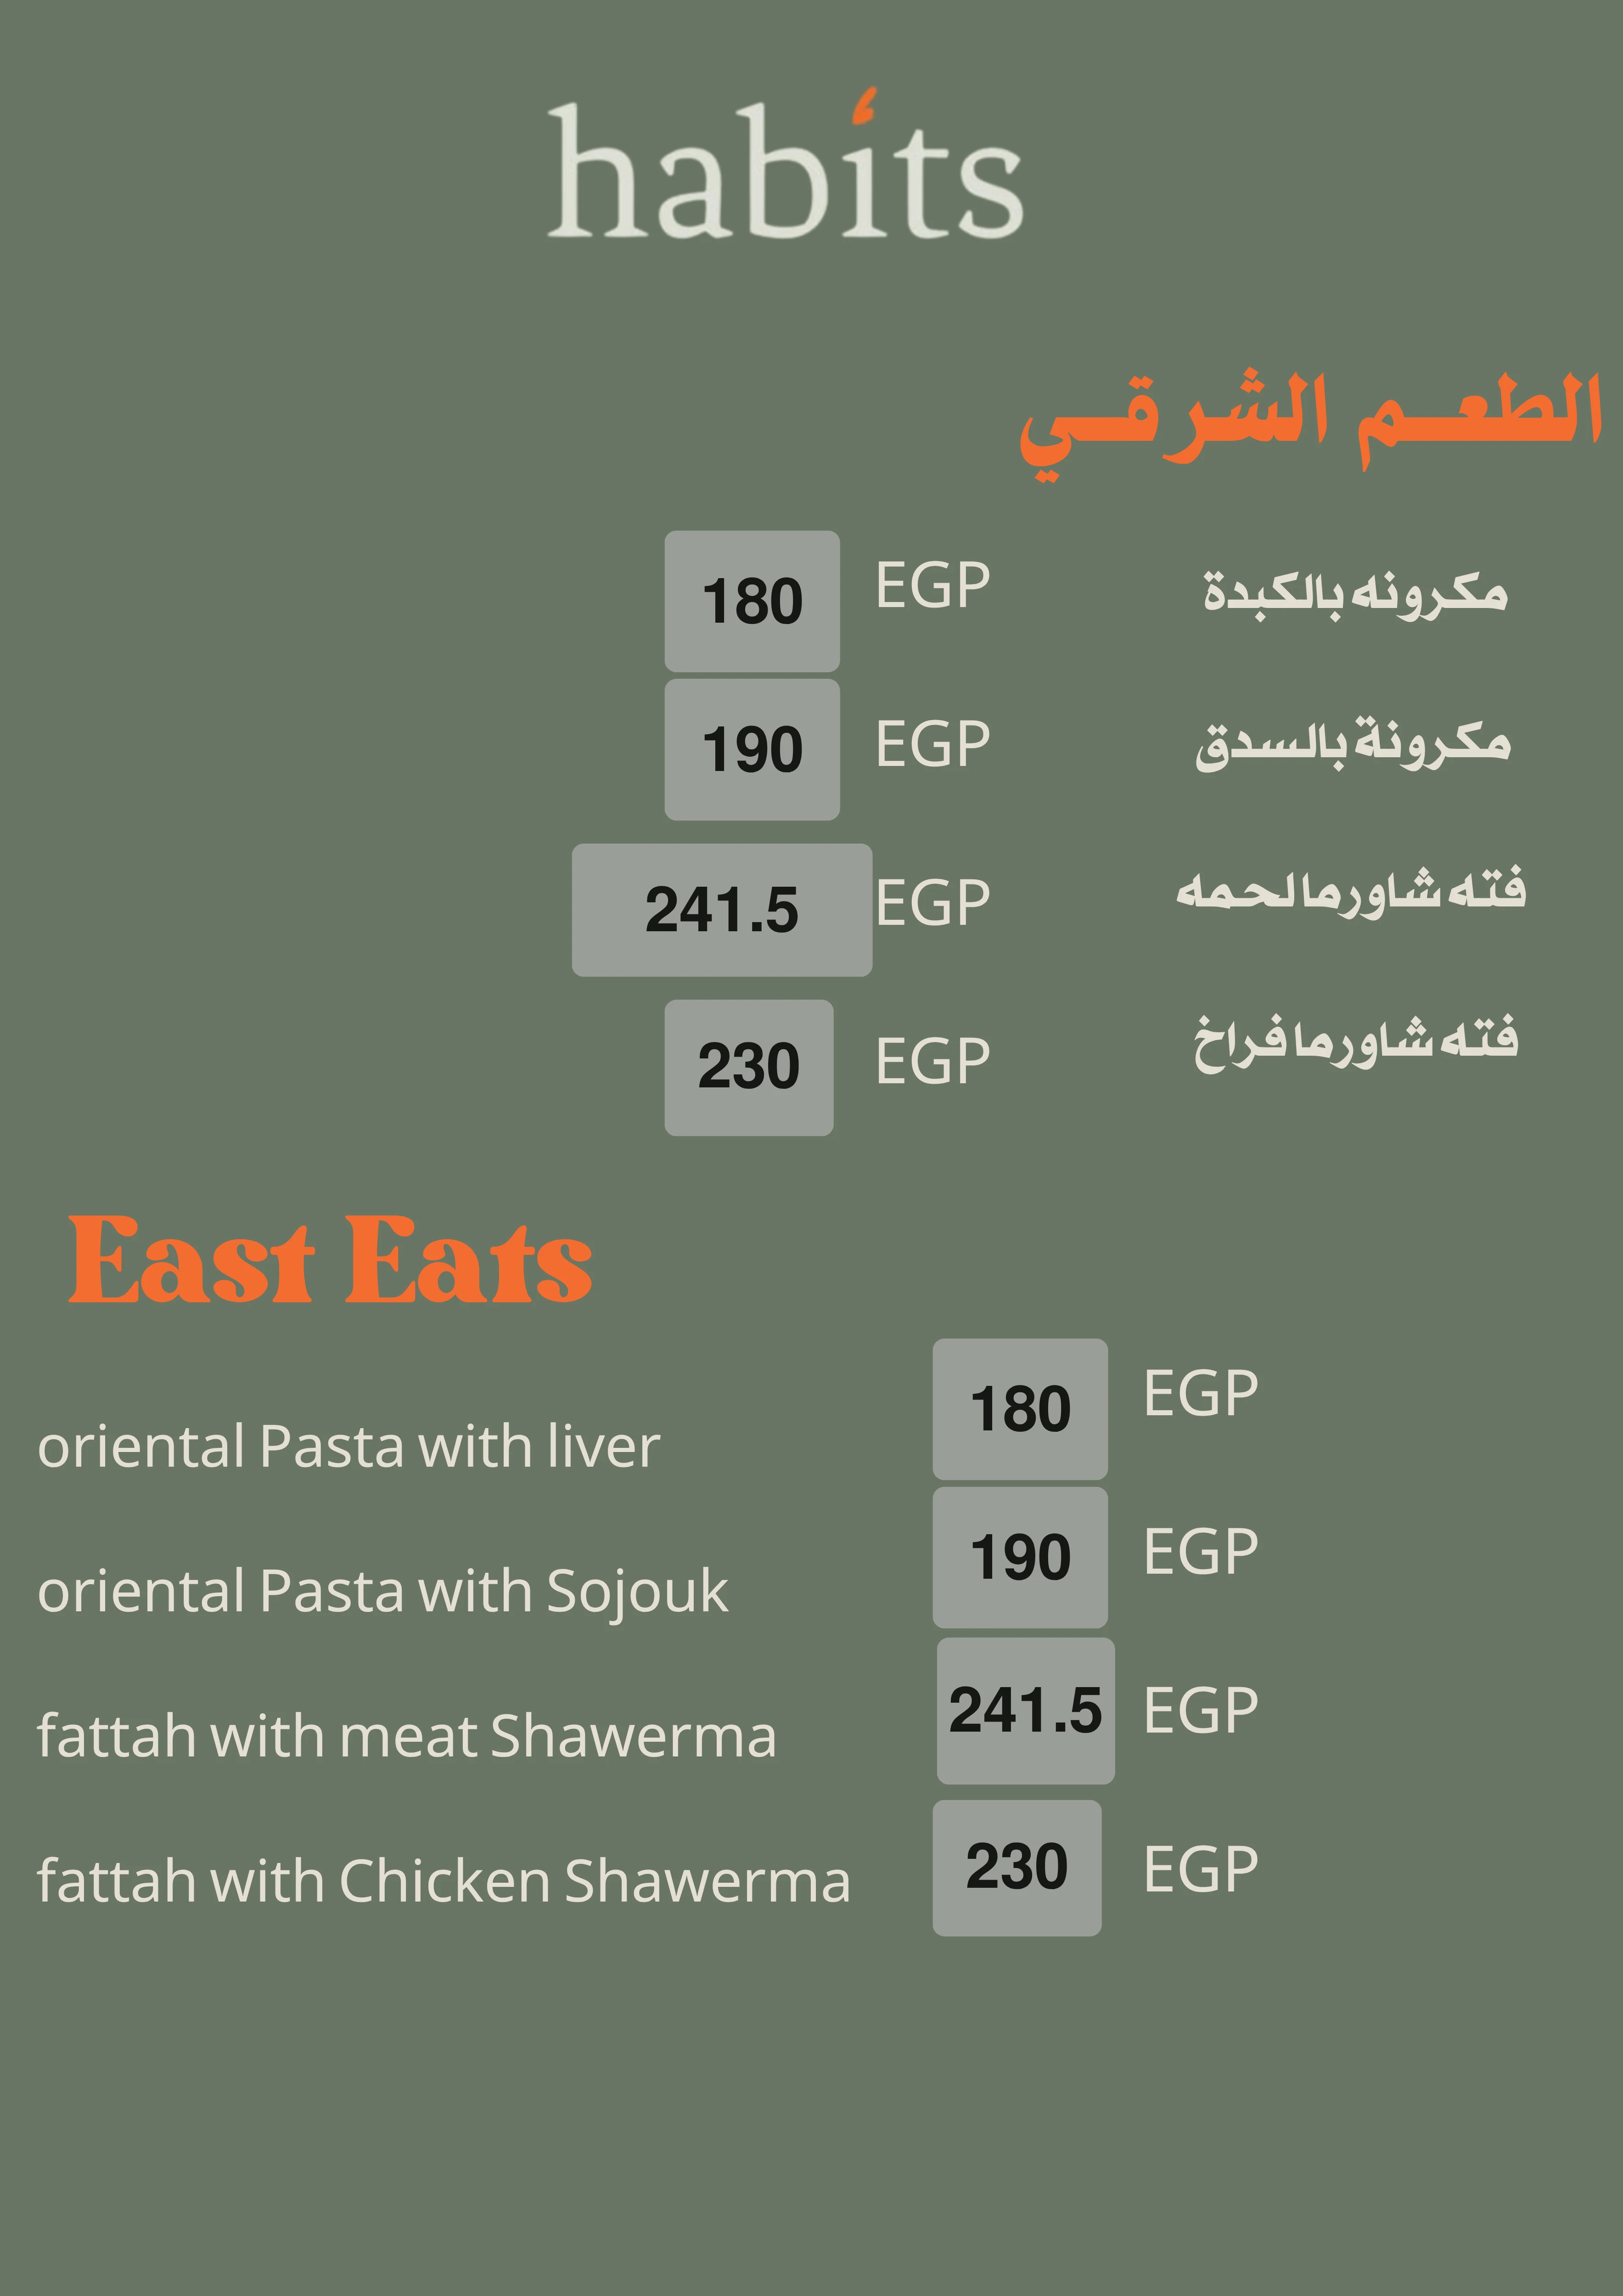 habits
الطعم الشرقي
مكرونه بالكبدة EGP 180
مكرونة بالسدق EGP 190
فته شاورما لحمه EGP 241.5
فته شاورما فراخ EGP 230
East Eats
oriental Pasta with liver 180 EGP
oriental Pasta with Sojouk 190 EGP
fattah with meat Shawerma 241.5 EGP
fattah with Chicken Shawerma 230 EGP